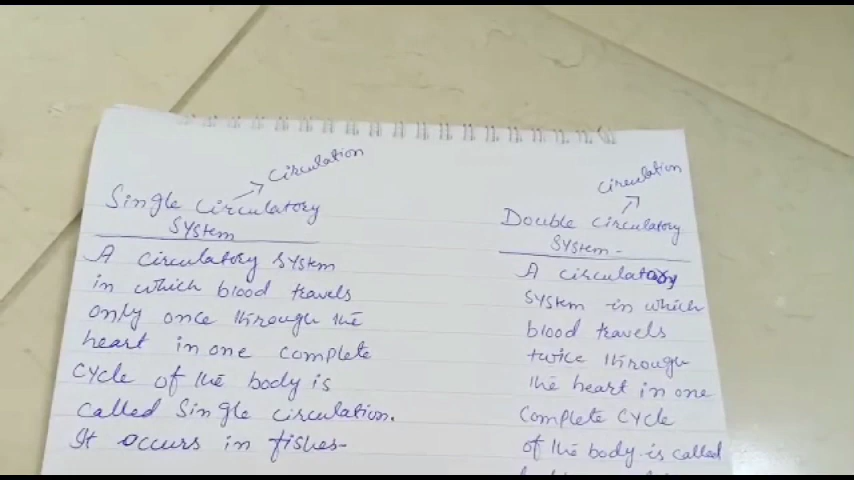 circulation
Single circulatory
system
A circulatory system
in which blood travels
only once through the
heart in one complete
cycle of the body is
called Single circulation.
It occurs in fishes-
circulation
Double circulatory
system-
A circulatory
system in which
blood travels
twice through
the heart in one
complete cycle
of the body is called